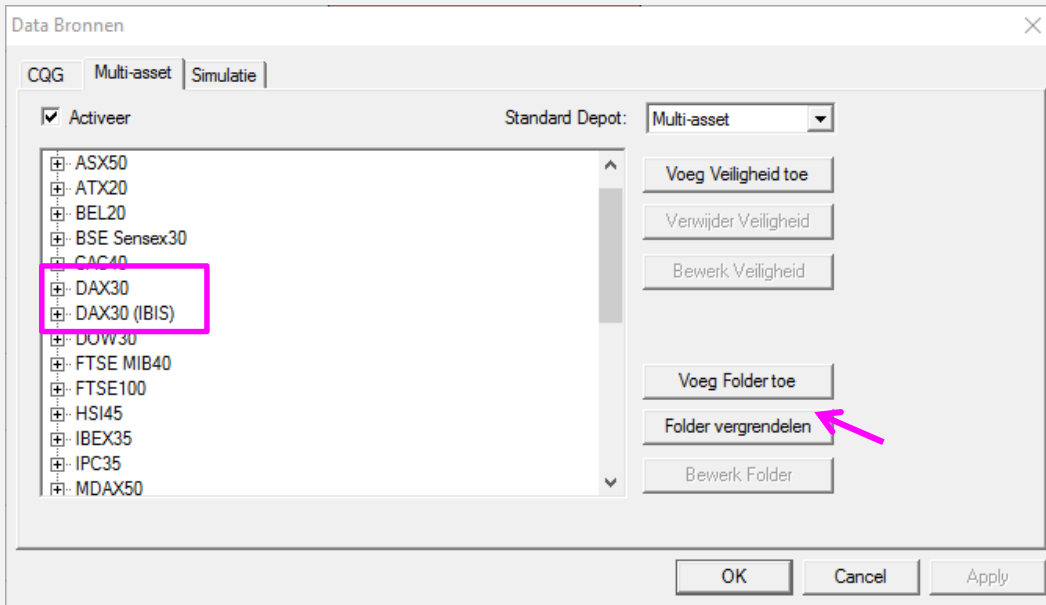 Data Bronnen
CQG Multi-asset Simulatie
Activeer Standard Depot: Multi-asset
ASX50
ATX20
BEL20
BSE Sensex30
CAC40
DAX30
DAX30 (IBIS)
DOW30
FTSE MIB40
FTSE100
HSI45
IBEX35
IPC35
MDAX50
Voeg Veiligheid toe
Verwijder Veiligheid
Bewerk Veiligheid
Voeg Folder toe
Folder vergrendelen
Bewerk Folder
OK Cancel Apply